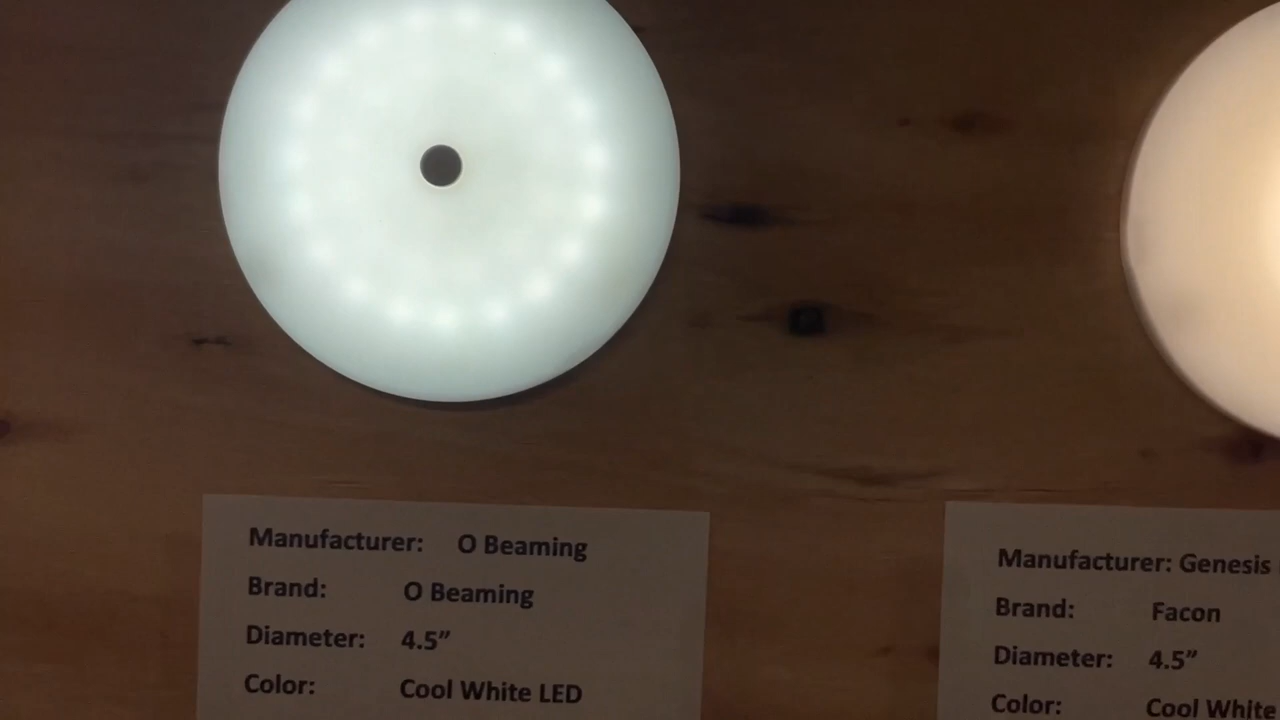 Manufacturer: O Beaming
Brand: O Beaming
Diameter: 4.5”
Color: Cool White LED
Manufacturer: Genesis
Brand: Facon
Diameter: 4.5”
Color: Cool White